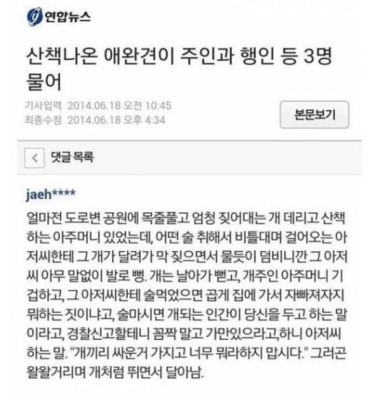 연합뉴스
산책나온 애완견이 주인과 행인 등 3명
물어
기사입력 2014.06.18 오전 10:45
최종수정 2014.06.18 오후 4:34
본문보기
댓글 목록
jaeh****
얼마전 도로변 공원에 목줄풀고 엄청 짖어대는 개 데리고 산책
하는 아주머니 있었는데, 어떤 술 취해서 비틀대며 걸어오는 아
저씨한테 그 개가 달려가 막 짖으면서 물듯이 덤비니깐 그 아저
씨 아무 말없이 발로 뻥. 개는 날아가 뻗고, 개주인 아주머니 기
겁하고, 그 아저씨한테 술먹었으면 곱게 집에 가서 자빠져자지
뭐하는 짓이냐고, 술마시면 개되는 인간이 당신을 두고 하는 말
이라고, 경찰신고할테니 꼼짝 말고 가만있으라고,하니 아저씨
하는 말. "개끼리 싸운거 가지고 너무 뭐라하지 맙시다." 그러곤
왈왈거리며 개처럼 뛰면서 달아남.